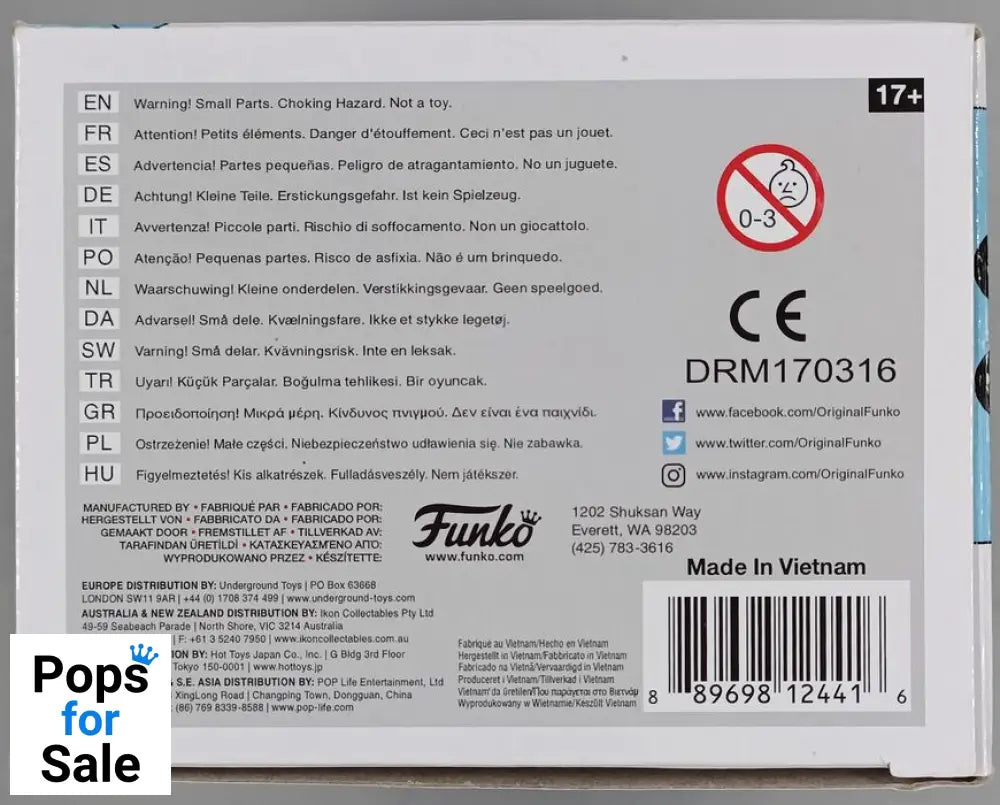 17+
EN Warning! Small Parts. Choking Hazard. Not a toy.
FR Attention! Petits éléments. Danger d'étouffement. Ceci n'est pas un jouet.
ES Advertencia! Partes pequeñas. Peligro de atragantamiento. No un juguete.
DE Achtung! Kleine Teile. Erstickungsgefahr. Ist kein Spielzeug.
IT Avvertenza! Piccole parti. Rischio di soffocamento. Non un giocattolo.
PO Atenção! Pequenas partes. Risco de asfixia. Não é um brinquedo.
NL Waarschuwing! Kleine onderdelen. Verstikkingsgevaar. Geen speelgoed.
DA Advarsel! Små dele. Kvælningsfare. Ikke et stykke legetøj.
SW Varning! Små delar. Kvävningsrisk. Inte en leksak.
TR Uyarı! Küçük Parçalar. Boğulma tehlikesi. Bir oyuncak.
GR Προειδοποίηση! Μικρά μέρη. Κίνδυνος πνιγμού. Δεν είναι ένα παιχνίδι.
PL Ostrzeżenie! Małe części. Niebezpieczeństwo udławienia się. Nie zabawka.
HU Figyelmeztetés! Kis alkatrészek. Fulladásveszély. Nem játékszer.
0-3
CE
DRM170316
www.facebook.com/OriginalFunko
www.twitter.com/OriginalFunko
www.instagram.com/OriginalFunko
MANUFACTURED BY • FABRIQUÉ PAR • FABRICADO POR:
HERGESTELLT VON • FABBRICATO DA • FABRICADO POR:
GEMAAKT DOOR • FREMSTILLET AF • TILLVERKAD AV:
TARAFINDAN ÜRETİLDİ • ΚΑΤΑΣΚΕΥΑΣΜΈΝΟ ΑΠΌ:
WYPRODUKOWANO PRZEZ • KÉSZÍTETTE:
Funko
www.funko.com
1202 Shuksan Way
Everett, WA 98203
(425) 783-3616
Made In Vietnam
EUROPE DISTRIBUTION BY: Underground Toys | PO Box 63668
LONDON SW11 9AR | +44 (0) 1708 374 499 | www.underground-toys.com
AUSTRALIA & NEW ZEALAND DISTRIBUTION BY: Ikon Collectables Pty Ltd
49-59 Seabeach Parade | North Shore, VIC 3214 Australia
| F: +61 3 5240 7950 | www.ikoncollectables.com.au
ION BY: Hot Toys Japan Co., Inc. | G Bldg 3rd Floor
Tokyo 150-0001 | www.hottoys.jp
& S.E. ASIA DISTRIBUTION BY: POP Life Entertainment, Ltd
XingLong Road | Changping Town, Dongguan, China
(86) 769 8339-8588 | www.pop-life.com
Fabriqué au Vietnam/Hecho en Vietnam
Hergestellt in Vietnam/Fabbricato in Vietnam
Fabricado na Vietnã/Vervaardigd in Vietnam
Produceret i Vietnam/Tillverkad i Vietnam
Vietnam'da üretilen/Που παράγεται στο Βιετνάμ
Wyprodukowany w Wietnamie/Készült Vietnam
8 89698 12441 6
Pops
for
Sale